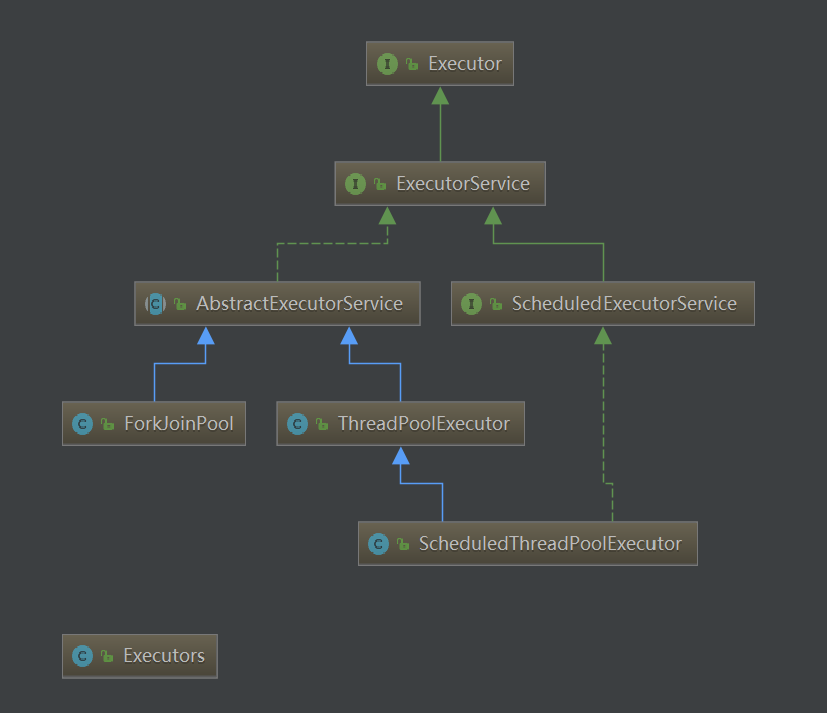 Executor
ExecutorService
AbstractExecutorService
ScheduledExecutorService
ForkJoinPool
ThreadPoolExecutor
ScheduledThreadPoolExecutor
Executors